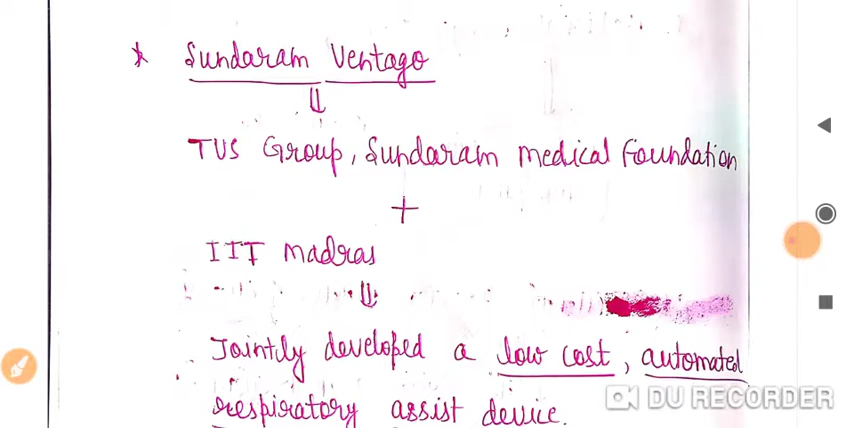 * Sundaram Ventago
⇓
TVS Group, Sundaram Medical Foundation
+
IIT Madras
⇓
Jointly developed a low cost, automated
respiratory assist device.
DU RECORDER